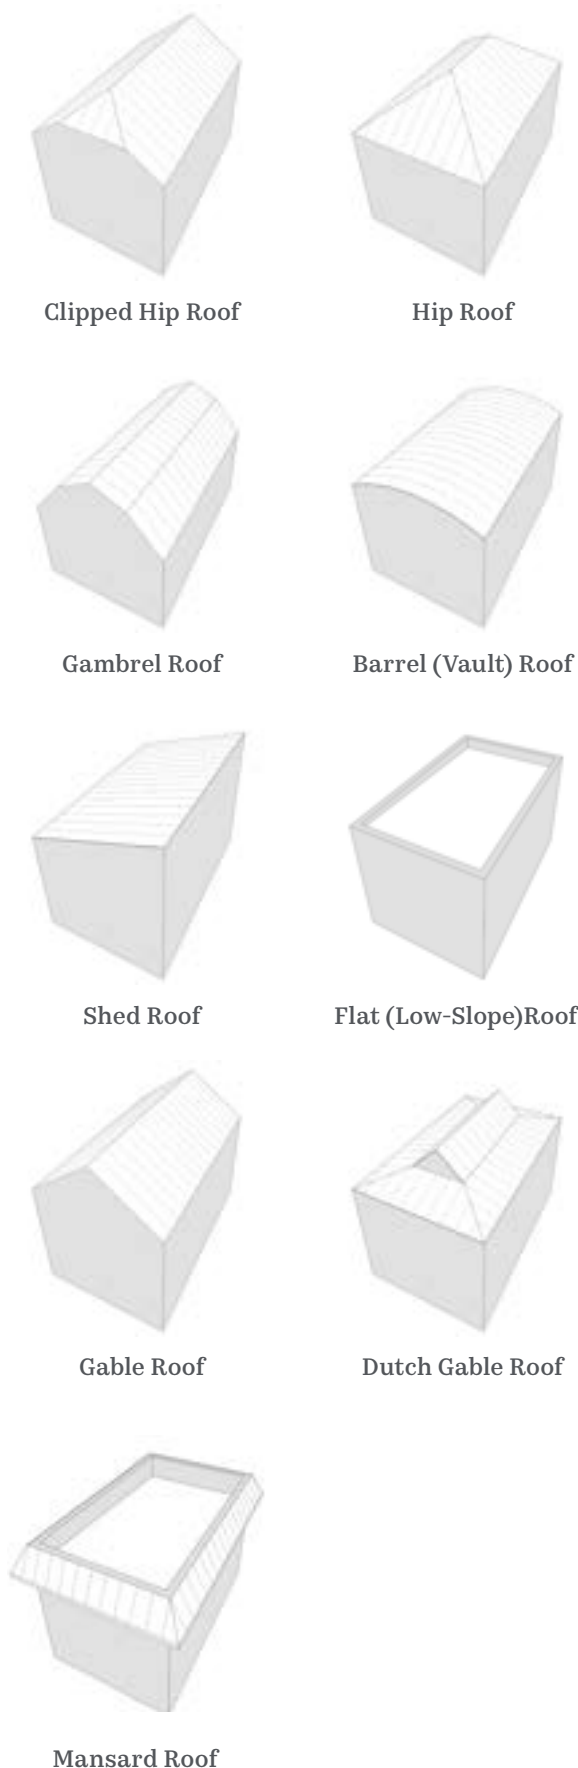 Clipped Hip Roof
Hip Roof
Gambrel Roof
Barrel (Vault) Roof
Shed Roof
Flat (Low-Slope)Roof
Gable Roof
Dutch Gable Roof
Mansard Roof